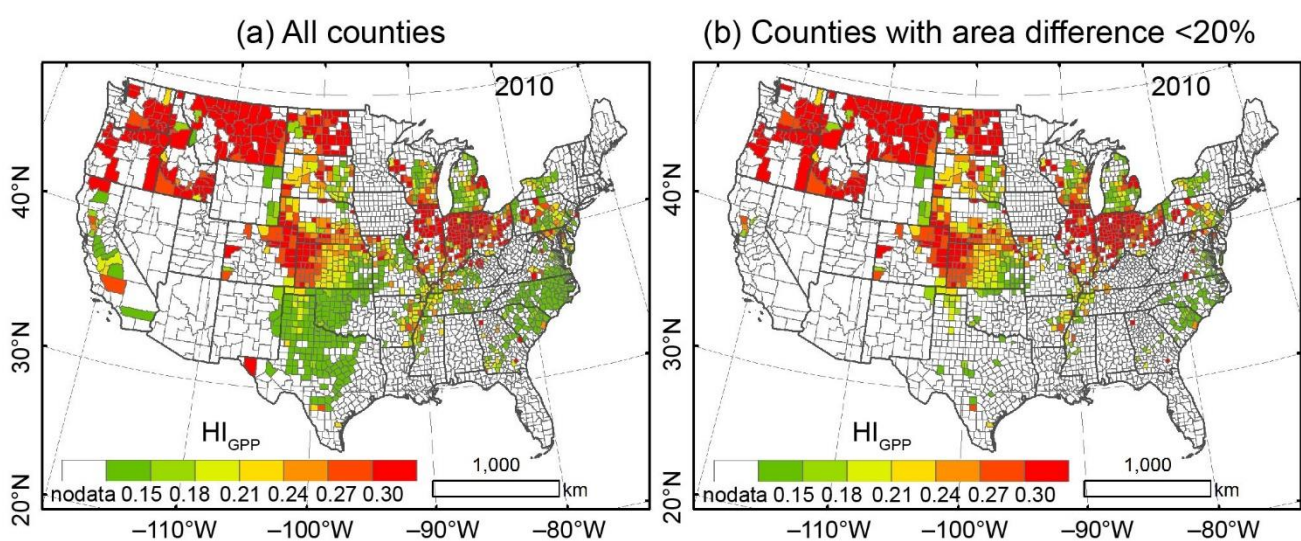 (a) All counties
(b) Counties with area difference <20%
2010
2010
40°N
30°N
20°N
40°N
30°N
20°N
HI_GPP
1,000
nodata 0.15 0.18 0.21 0.24 0.27 0.30
km
HI_GPP
1,000
nodata 0.15 0.18 0.21 0.24 0.27 0.30
km
–110°W –100°W –90°W –80°W
–110°W –100°W –90°W –80°W